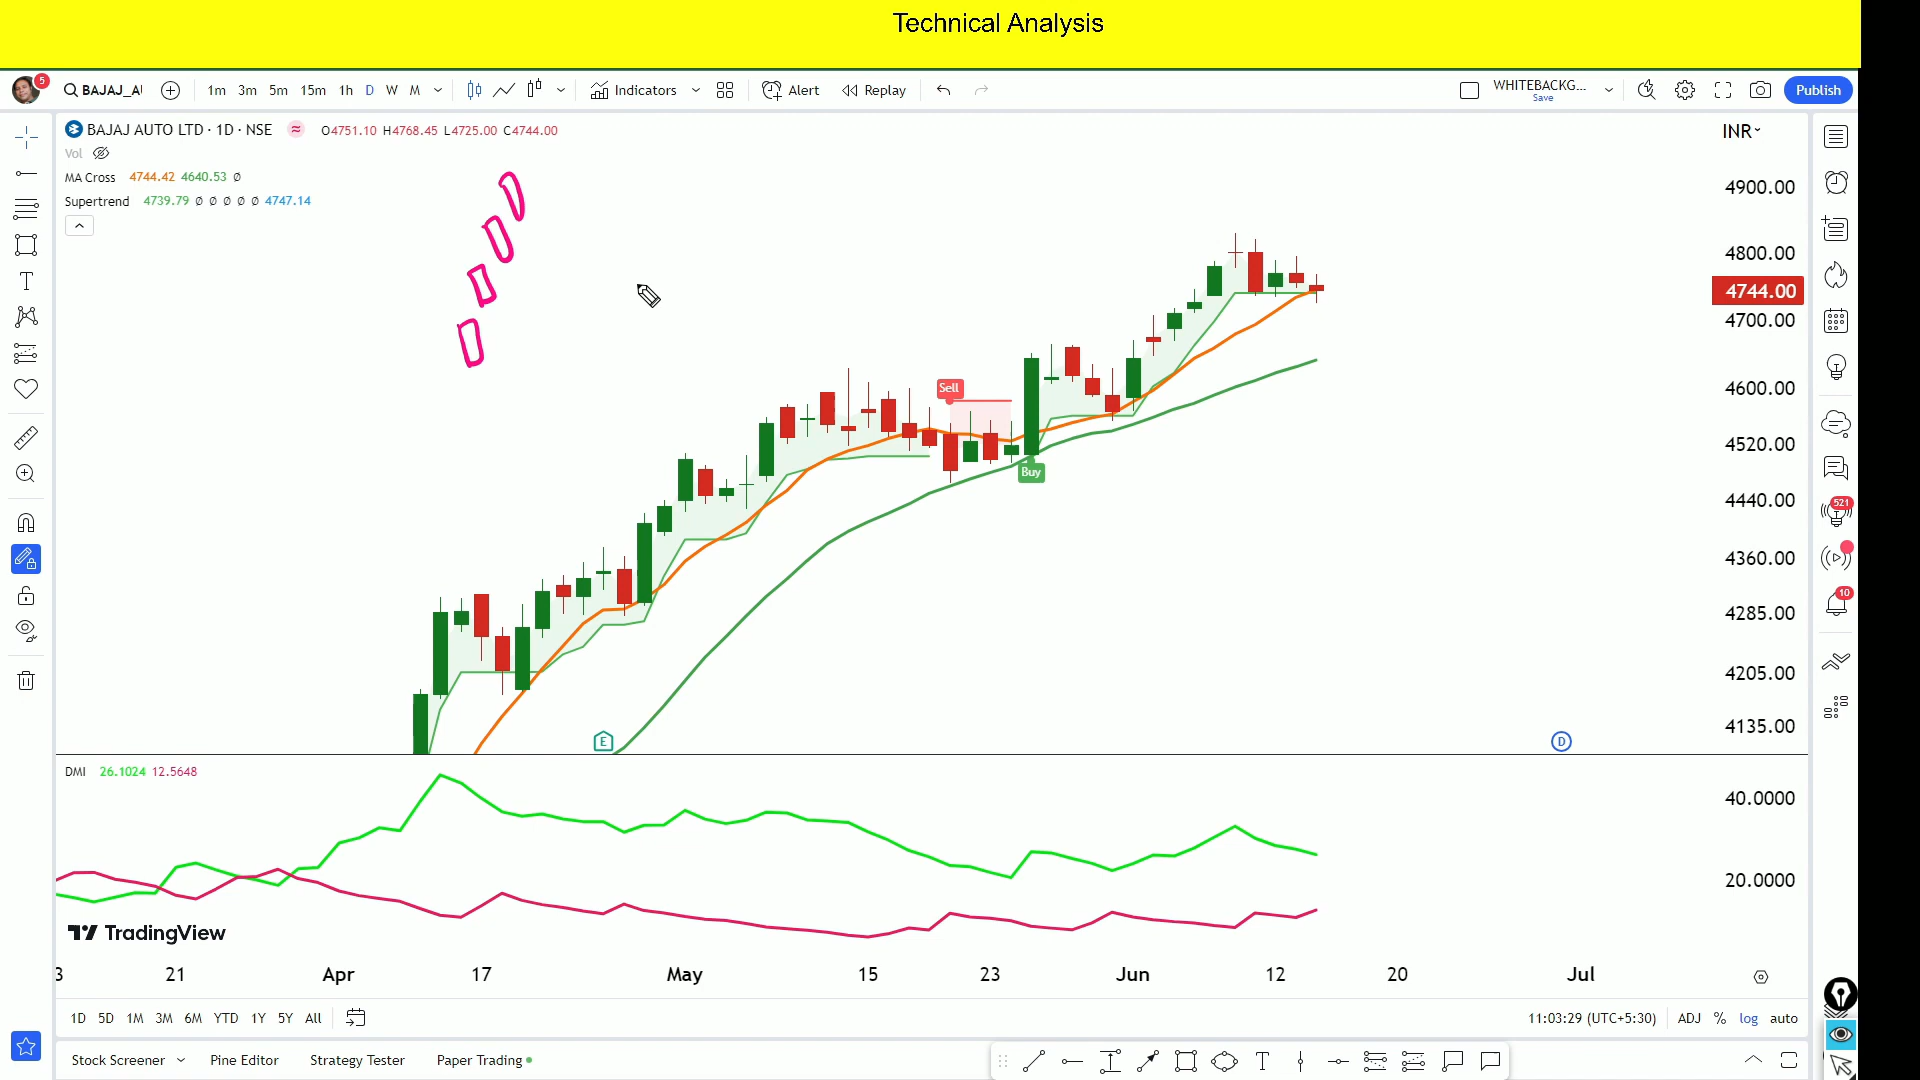 Technical Analysis
5 BAJAJ_AU 1m 3m 5m 15m 1h D W M Indicators Alert Replay WHITEBACKG... Save Publish
BAJAJ AUTO LTD · 1D · NSE O4751.10 H4768.45 L4725.00 C4744.00 INR
Vol
MA Cross 4744.42 4640.53 Ø
Supertrend 4739.79 Ø Ø Ø Ø Ø 4747.14
4900.00
4800.00
4744.00
4700.00
Sell
4600.00
Buy
4520.00
4440.00
521
4360.00
10
4285.00
4205.00
4135.00
E D
DMI 26.1024 12.5648
40.0000
20.0000
TradingView
3 21 Apr 17 May 15 23 Jun 12 20 Jul
1D 5D 1M 3M 6M YTD 1Y 5Y All 11:03:29 (UTC+5:30) ADJ % log auto
Stock Screener Pine Editor Strategy Tester Paper Trading